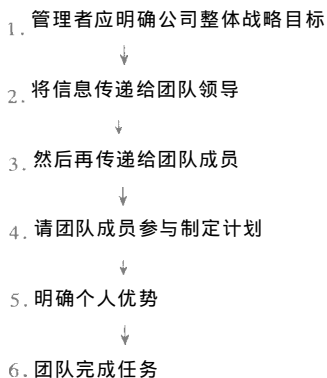 1. 管理者应明确公司整体战略目标
2. 将信息传递给团队领导
3. 然后再传递给团队成员
4. 请团队成员参与制定计划
5. 明确个人优势
6. 团队完成任务